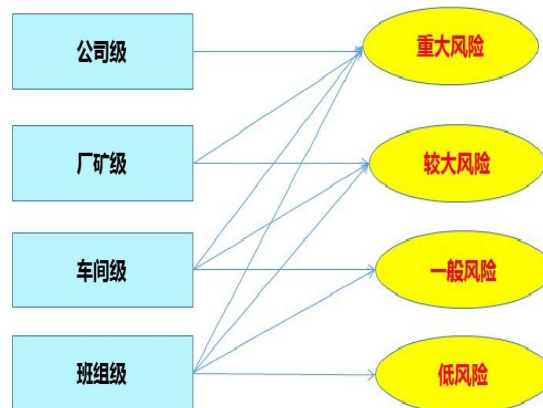 公司级
重大风险
厂矿级
较大风险
车间级
一般风险
班组级
低风险